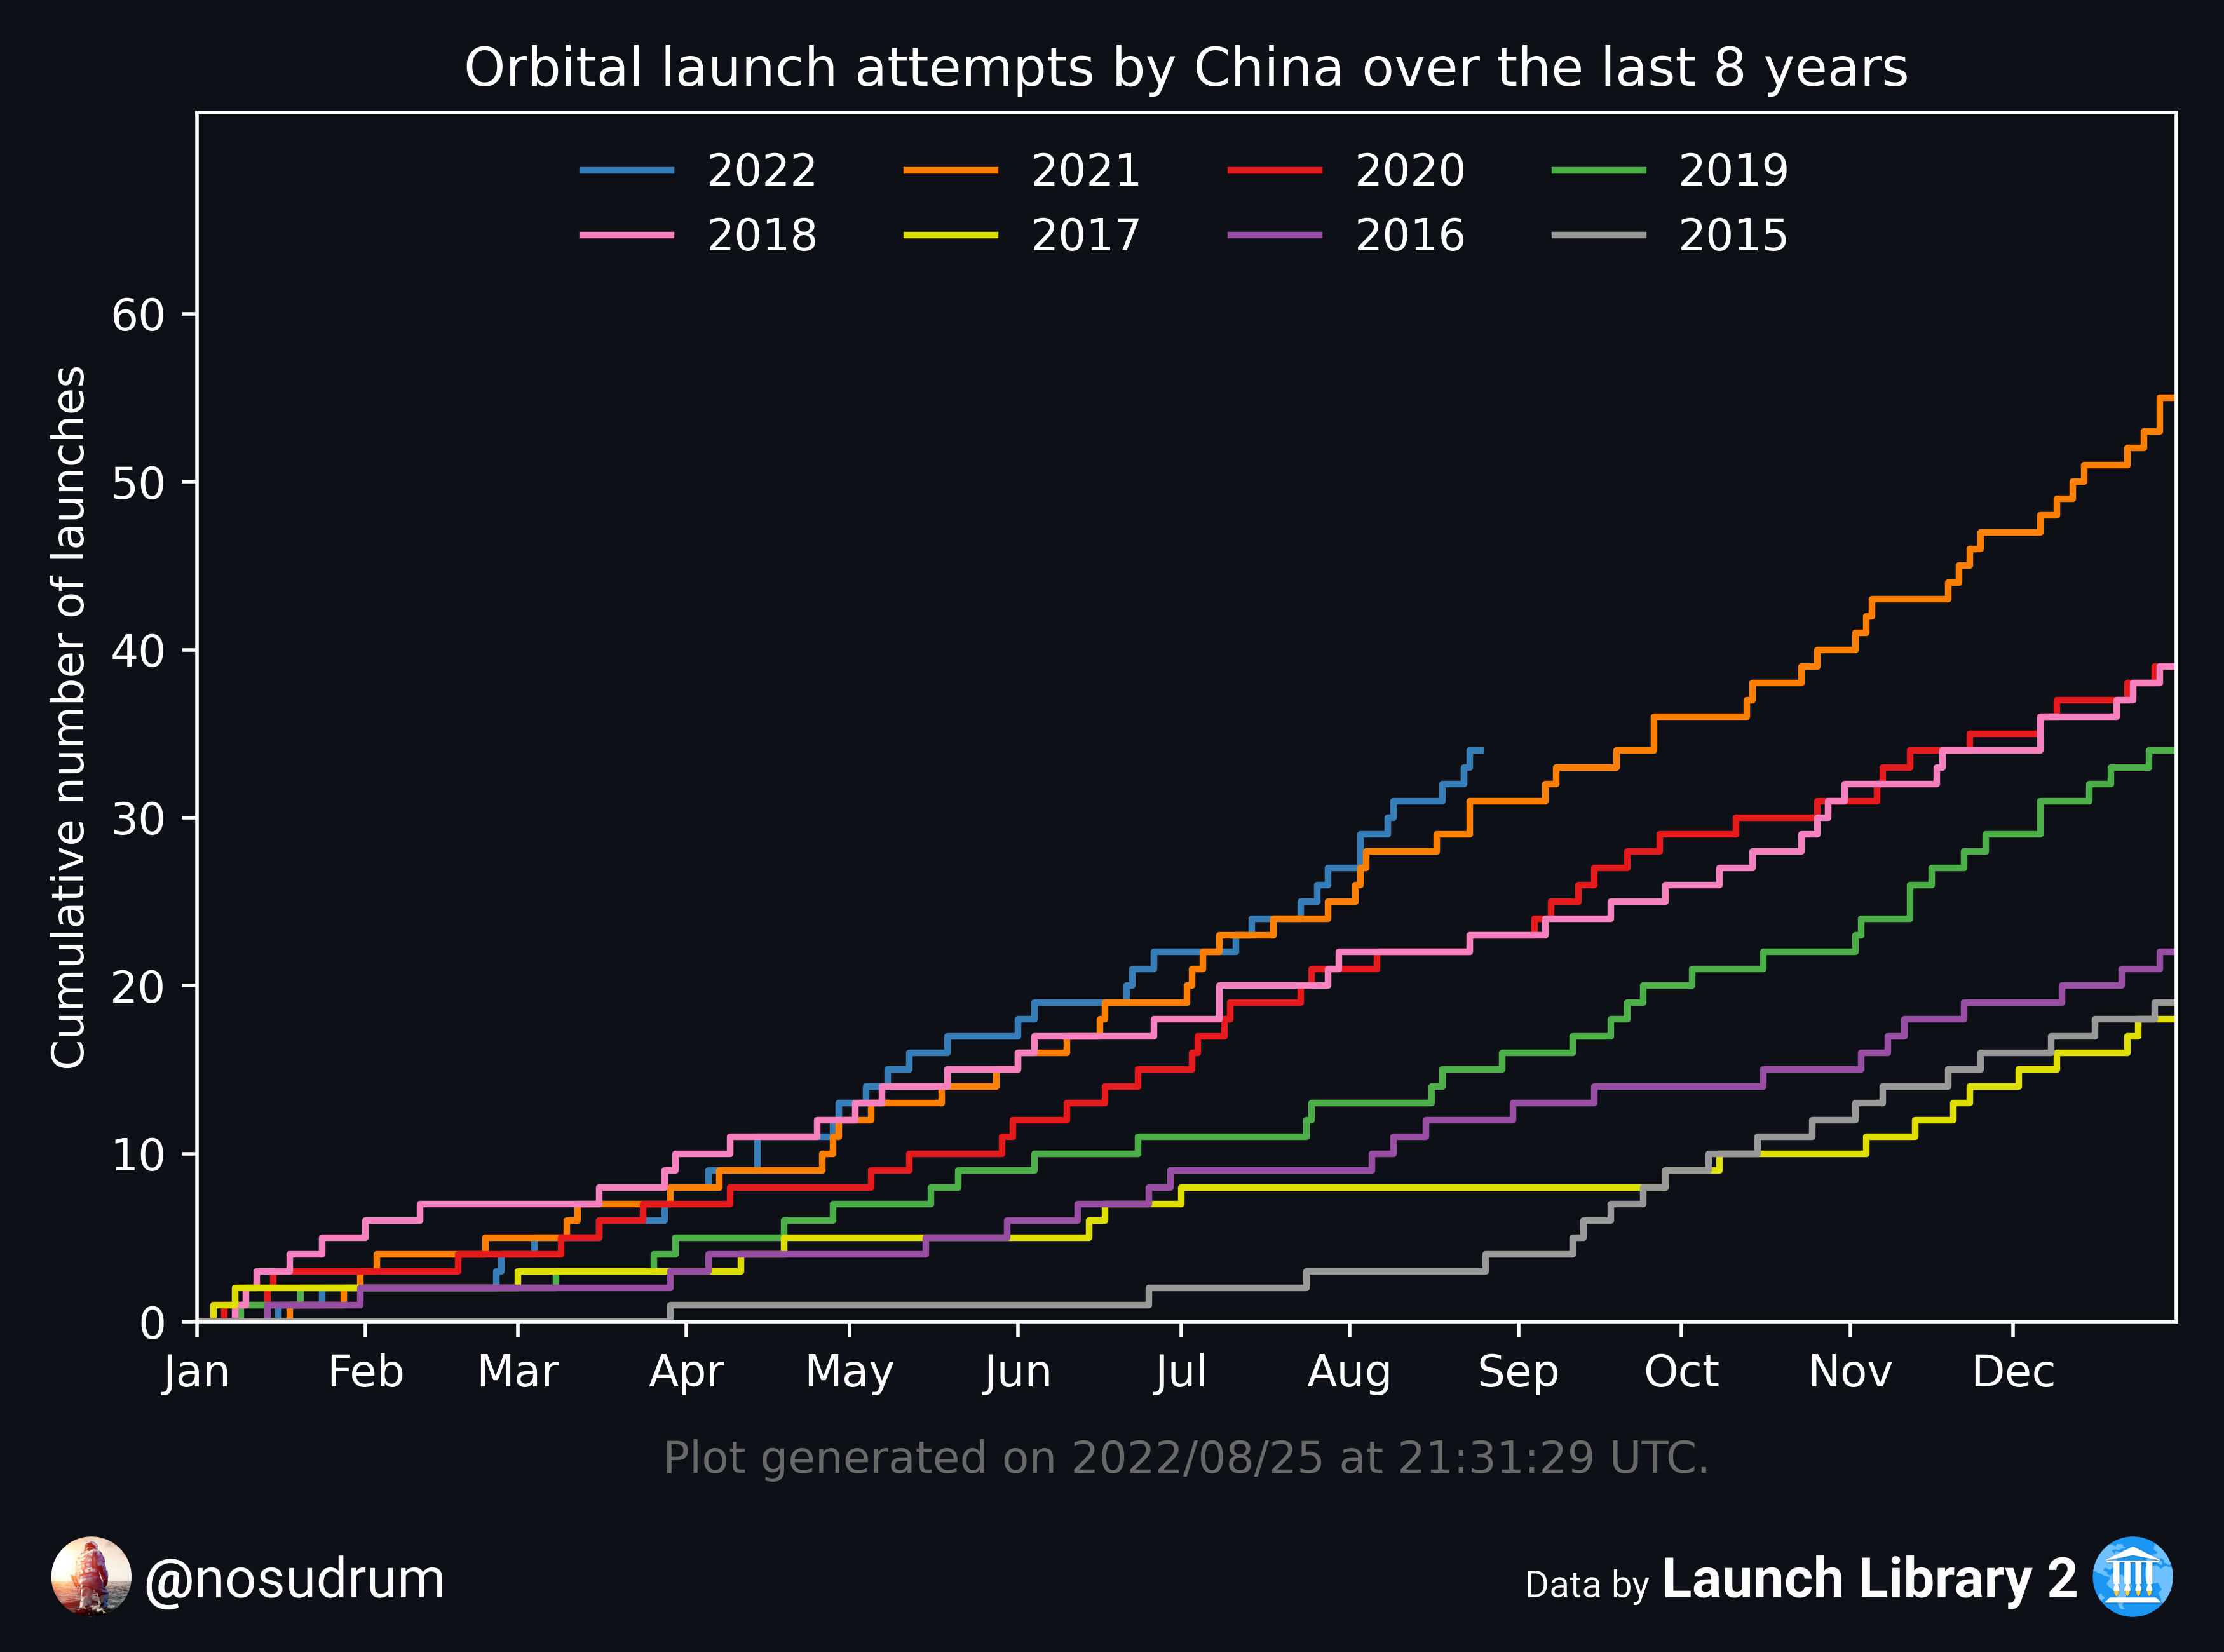 Orbital launch attempts by China over the last 8 years
2022 2021 2020 2019
2018 2017 2016 2015
Cumulative number of launches
60
50
40
30
20
10
0
Jan Feb Mar Apr May Jun Jul Aug Sep Oct Nov Dec
Plot generated on 2022/08/25 at 21:31:29 UTC.
@nosudrum
Data by Launch Library 2